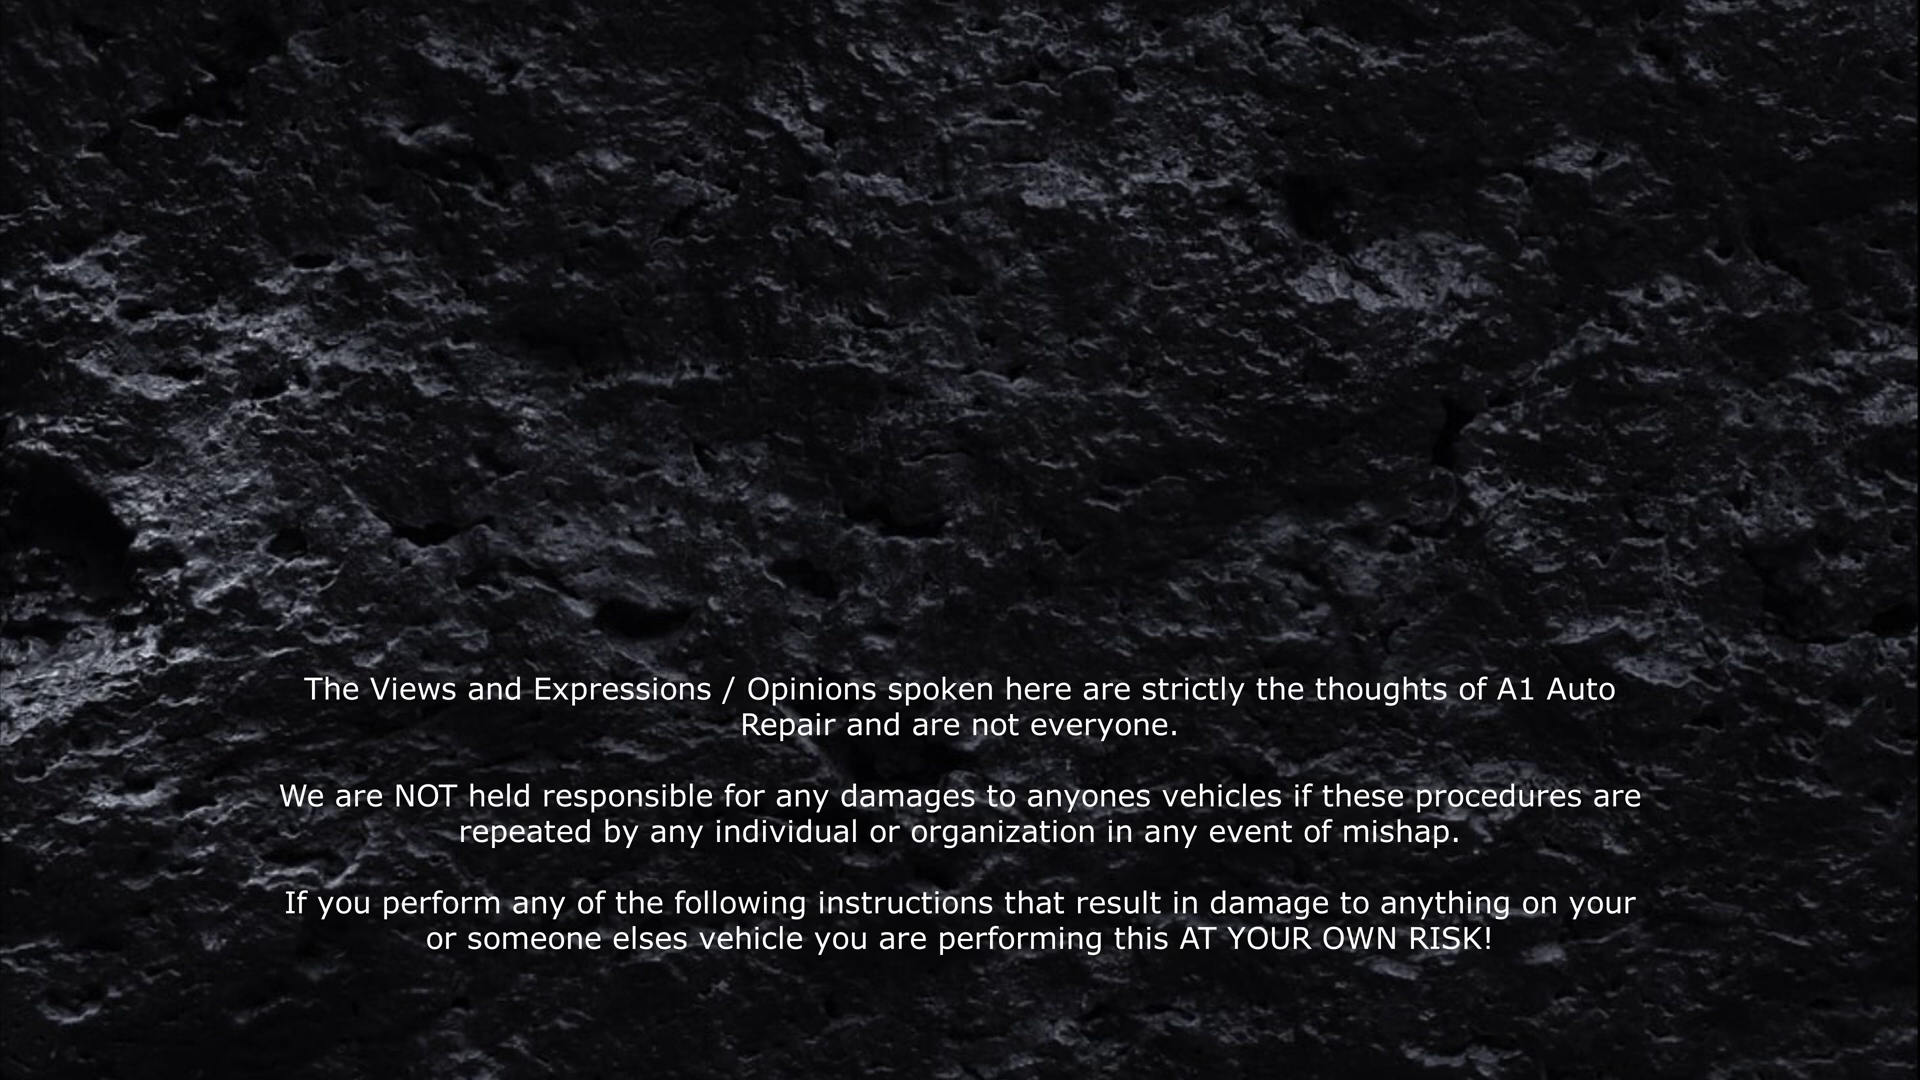 The Views and Expressions / Opinions spoken here are strictly the thoughts of A1 Auto
Repair and are not everyone.
We are NOT held responsible for any damages to anyones vehicles if these procedures are
repeated by any individual or organization in any event of mishap.
If you perform any of the following instructions that result in damage to anything on your
or someone elses vehicle you are performing this AT YOUR OWN RISK!